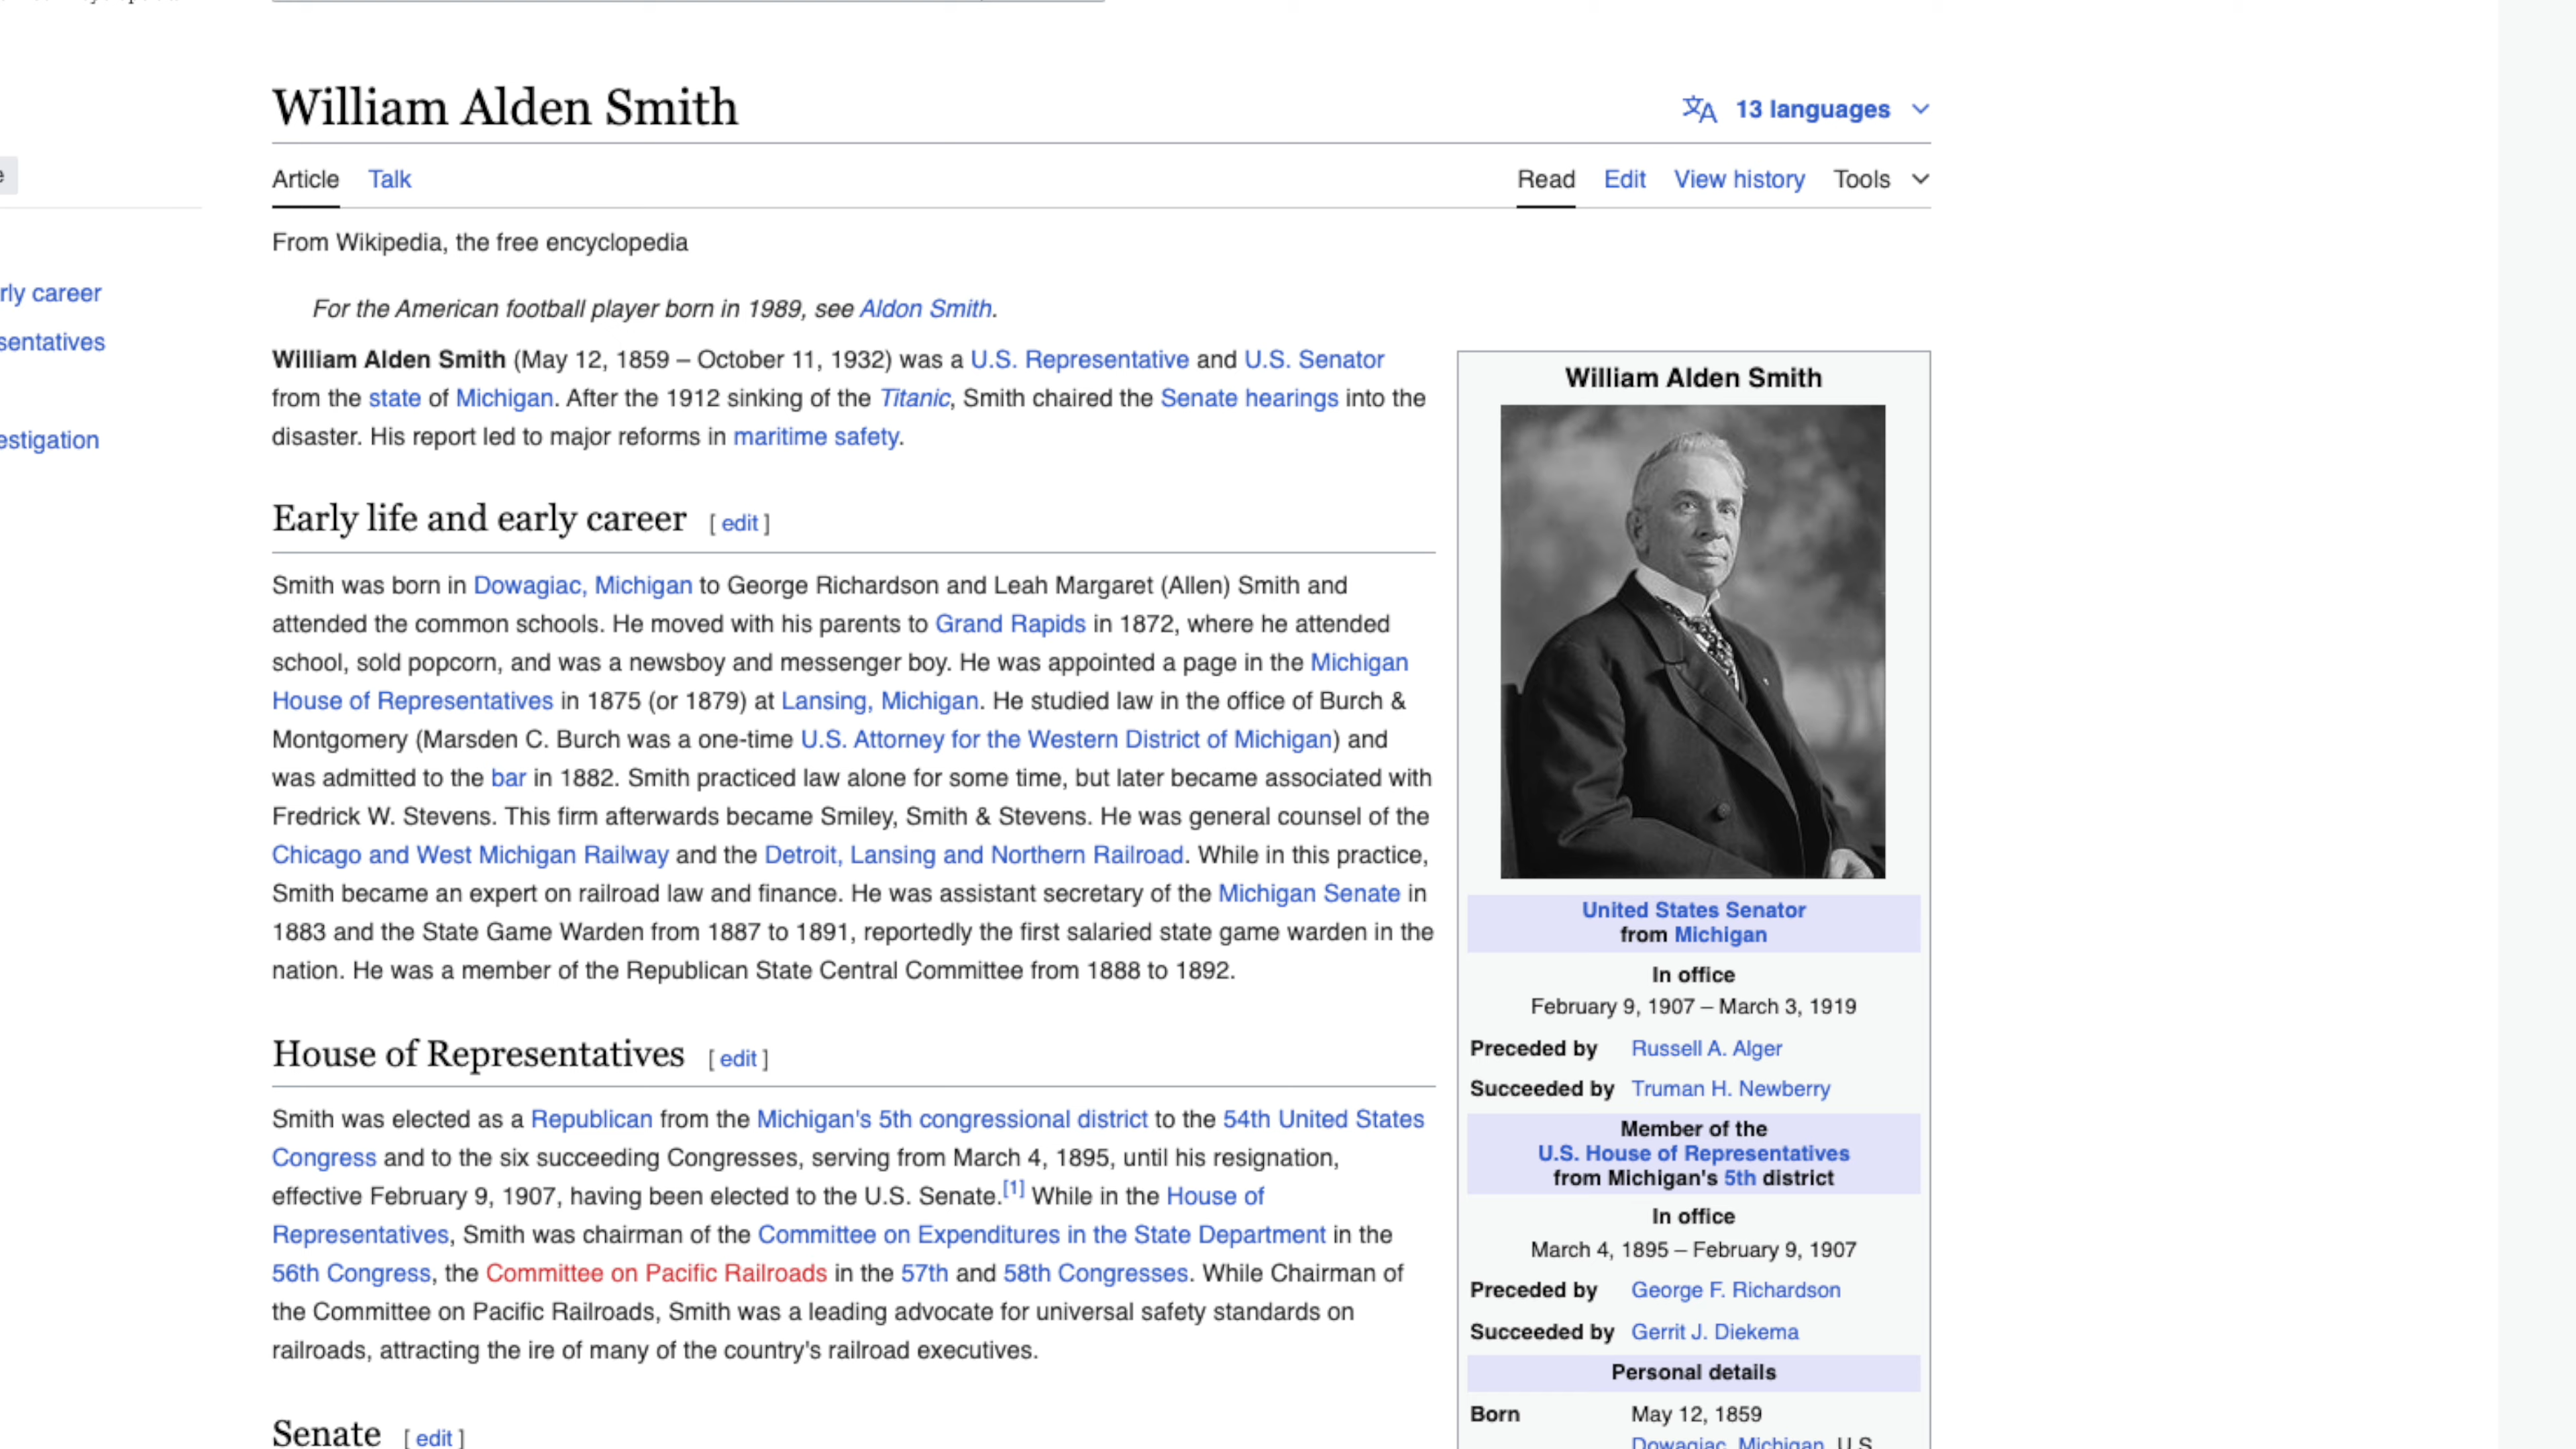 William Alden Smith
13 languages
Article Talk
Read Edit View history Tools
From Wikipedia, the free encyclopedia
career
estigation
For the American football player born in 1989, see Aldon Smith.
William Alden Smith (May 12, 1859 – October 11, 1932) was a U.S. Representative and U.S. Senator
from the state of Michigan. After the 1912 sinking of the Titanic, Smith chaired the Senate hearings into the
disaster. His report led to major reforms in maritime safety.
Early life and early career [ edit ]
Smith was born in Dowagiac, Michigan to George Richardson and Leah Margaret (Allen) Smith and
attended the common schools. He moved with his parents to Grand Rapids in 1872, where he attended
school, sold popcorn, and was a newsboy and messenger boy. He was appointed a page in the Michigan
House of Representatives in 1875 (or 1879) at Lansing, Michigan. He studied law in the office of Burch &
Montgomery (Marsden C. Burch was a one-time U.S. Attorney for the Western District of Michigan) and
was admitted to the bar in 1882. Smith practiced law alone for some time, but later became associated with
Fredrick W. Stevens. This firm afterwards became Smiley, Smith & Stevens. He was general counsel of the
Chicago and West Michigan Railway and the Detroit, Lansing and Northern Railroad. While in this practice,
Smith became an expert on railroad law and finance. He was assistant secretary of the Michigan Senate in
1883 and the State Game Warden from 1887 to 1891, reportedly the first salaried state game warden in the
nation. He was a member of the Republican State Central Committee from 1888 to 1892.
House of Representatives [ edit ]
Smith was elected as a Republican from the Michigan's 5th congressional district to the 54th United States
Congress and to the six succeeding Congresses, serving from March 4, 1895, until his resignation,
effective February 9, 1907, having been elected to the U.S. Senate.[1] While in the House of
Representatives, Smith was chairman of the Committee on Expenditures in the State Department in the
56th Congress, the Committee on Pacific Railroads in the 57th and 58th Congresses. While Chairman of
the Committee on Pacific Railroads, Smith was a leading advocate for universal safety standards on
railroads, attracting the ire of many of the country's railroad executives.
Senate [ edit ]
William Alden Smith
United States Senator
from Michigan
In office
February 9, 1907 – March 3, 1919
Preceded by Russell A. Alger
Succeeded by Truman H. Newberry
Member of the
U.S. House of Representatives
from Michigan's 5th district
In office
March 4, 1895 – February 9, 1907
Preceded by George F. Richardson
Succeeded by Gerrit J. Diekema
Personal details
Born May 12, 1859
Dowagiac, Michigan, U.S.